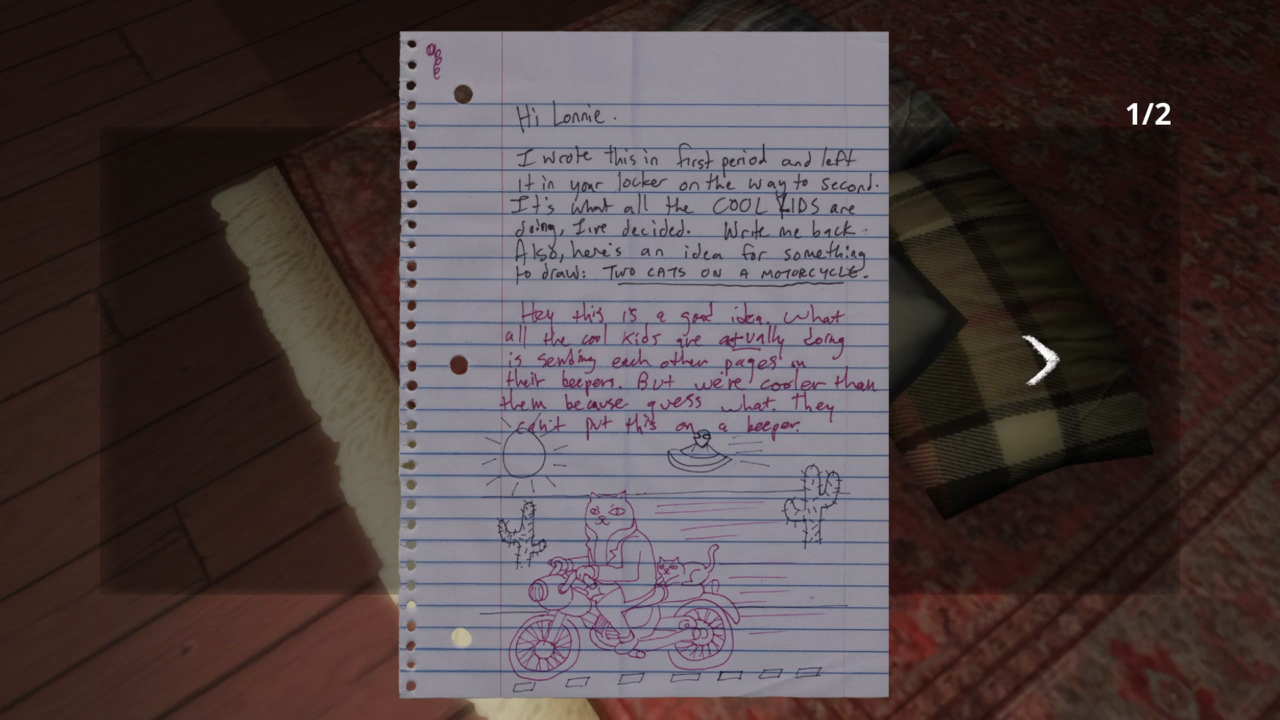 1/2
Hi Lonnie.
I wrote this in first period and left
it in your locker on the way to second.
It's what all the COOL KIDS are
doing, I've decided. Write me back.
Also, here's an idea for something
to draw: TWO CATS ON A MOTORCYCLE.
Hey this is a good idea. What
all the cool kids are actually doing
is sending each other pages on
their beepers. But we're cooler than
them because guess what. They
can't put this on a beeper.